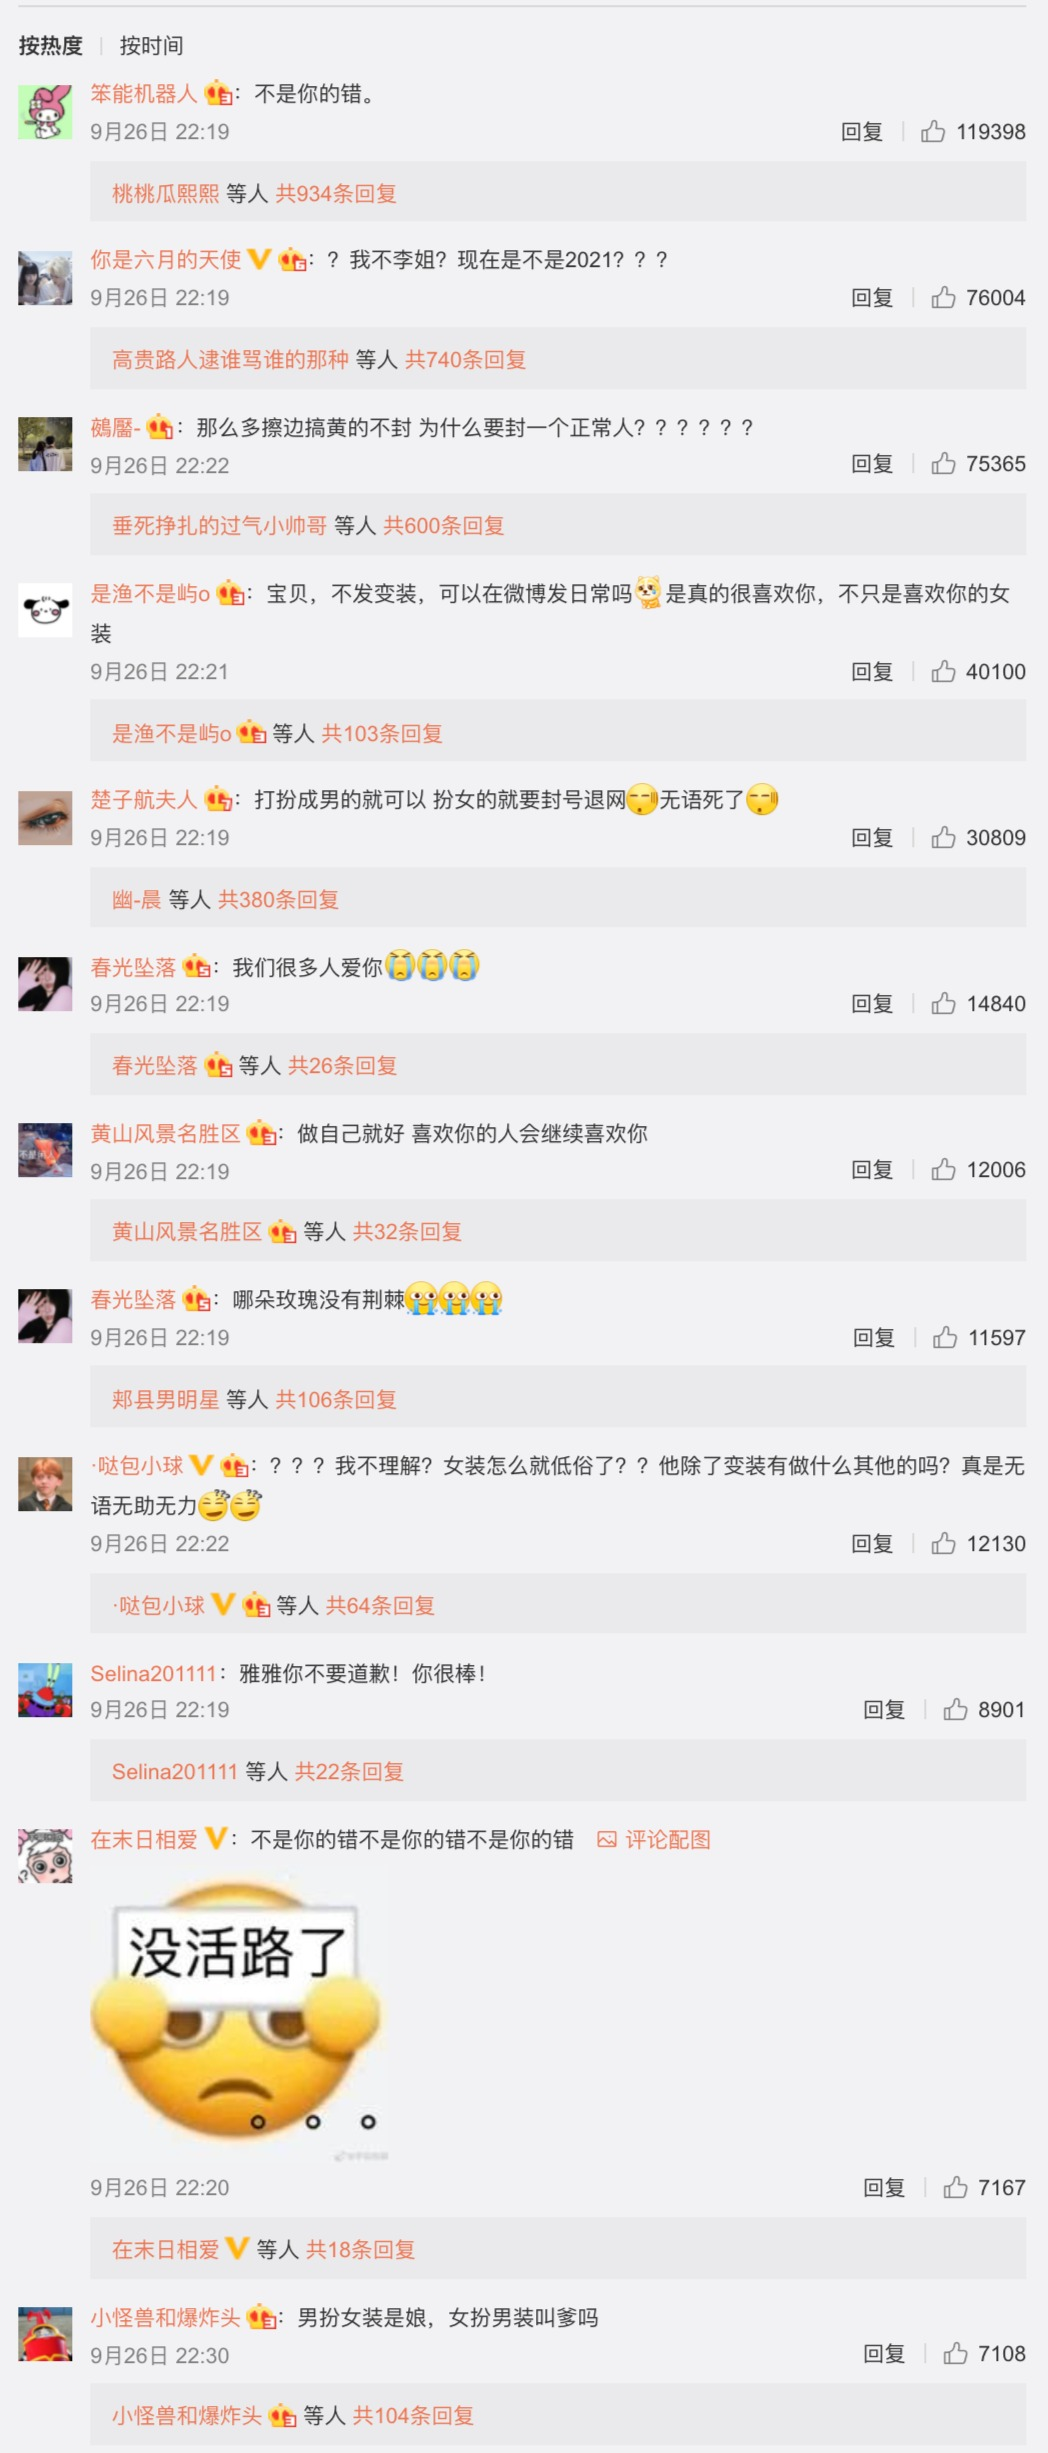 按热度 按时间
笨能机器人：不是你的错。
9月26日 22:19 回复 119398
桃桃瓜熙熙 等人 共934条回复
你是六月的天使：？我不李姐？现在是不是2021？？？
9月26日 22:19 回复 76004
高贵路人逮谁骂谁的那种 等人 共740条回复
鵺靨-：那么多擦边搞黄的不封 为什么要封一个正常人？？？？？？
9月26日 22:22 回复 75365
垂死挣扎的过气小帅哥 等人 共600条回复
是渔不是屿o：宝贝，不发变装，可以在微博发日常吗是真的很喜欢你，不只是喜欢你的女
装
9月26日 22:21 回复 40100
是渔不是屿o 等人 共103条回复
楚子航夫人：打扮成男的就可以 扮女的就要封号退网无语死了
9月26日 22:19 回复 30809
幽-晨 等人 共380条回复
春光坠落：我们很多人爱你
9月26日 22:19 回复 14840
春光坠落 等人 共26条回复
黄山风景名胜区：做自己就好 喜欢你的人会继续喜欢你
9月26日 22:19 回复 12006
黄山风景名胜区 等人 共32条回复
春光坠落：哪朵玫瑰没有荆棘
9月26日 22:19 回复 11597
郏县男明星 等人 共106条回复
·哒包小球：？？？我不理解？女装怎么就低俗了？？他除了变装有做什么其他的吗？真是无
语无助无力
9月26日 22:22 回复 12130
·哒包小球 等人 共64条回复
Selina201111：雅雅你不要道歉！你很棒！
9月26日 22:19 回复 8901
Selina201111 等人 共22条回复
在末日相爱：不是你的错不是你的错不是你的错 评论配图
没活路了
9月26日 22:20 回复 7167
在末日相爱 等人 共18条回复
小怪兽和爆炸头：男扮女装是娘，女扮男装叫爹吗
9月26日 22:30 回复 7108
小怪兽和爆炸头 等人 共104条回复